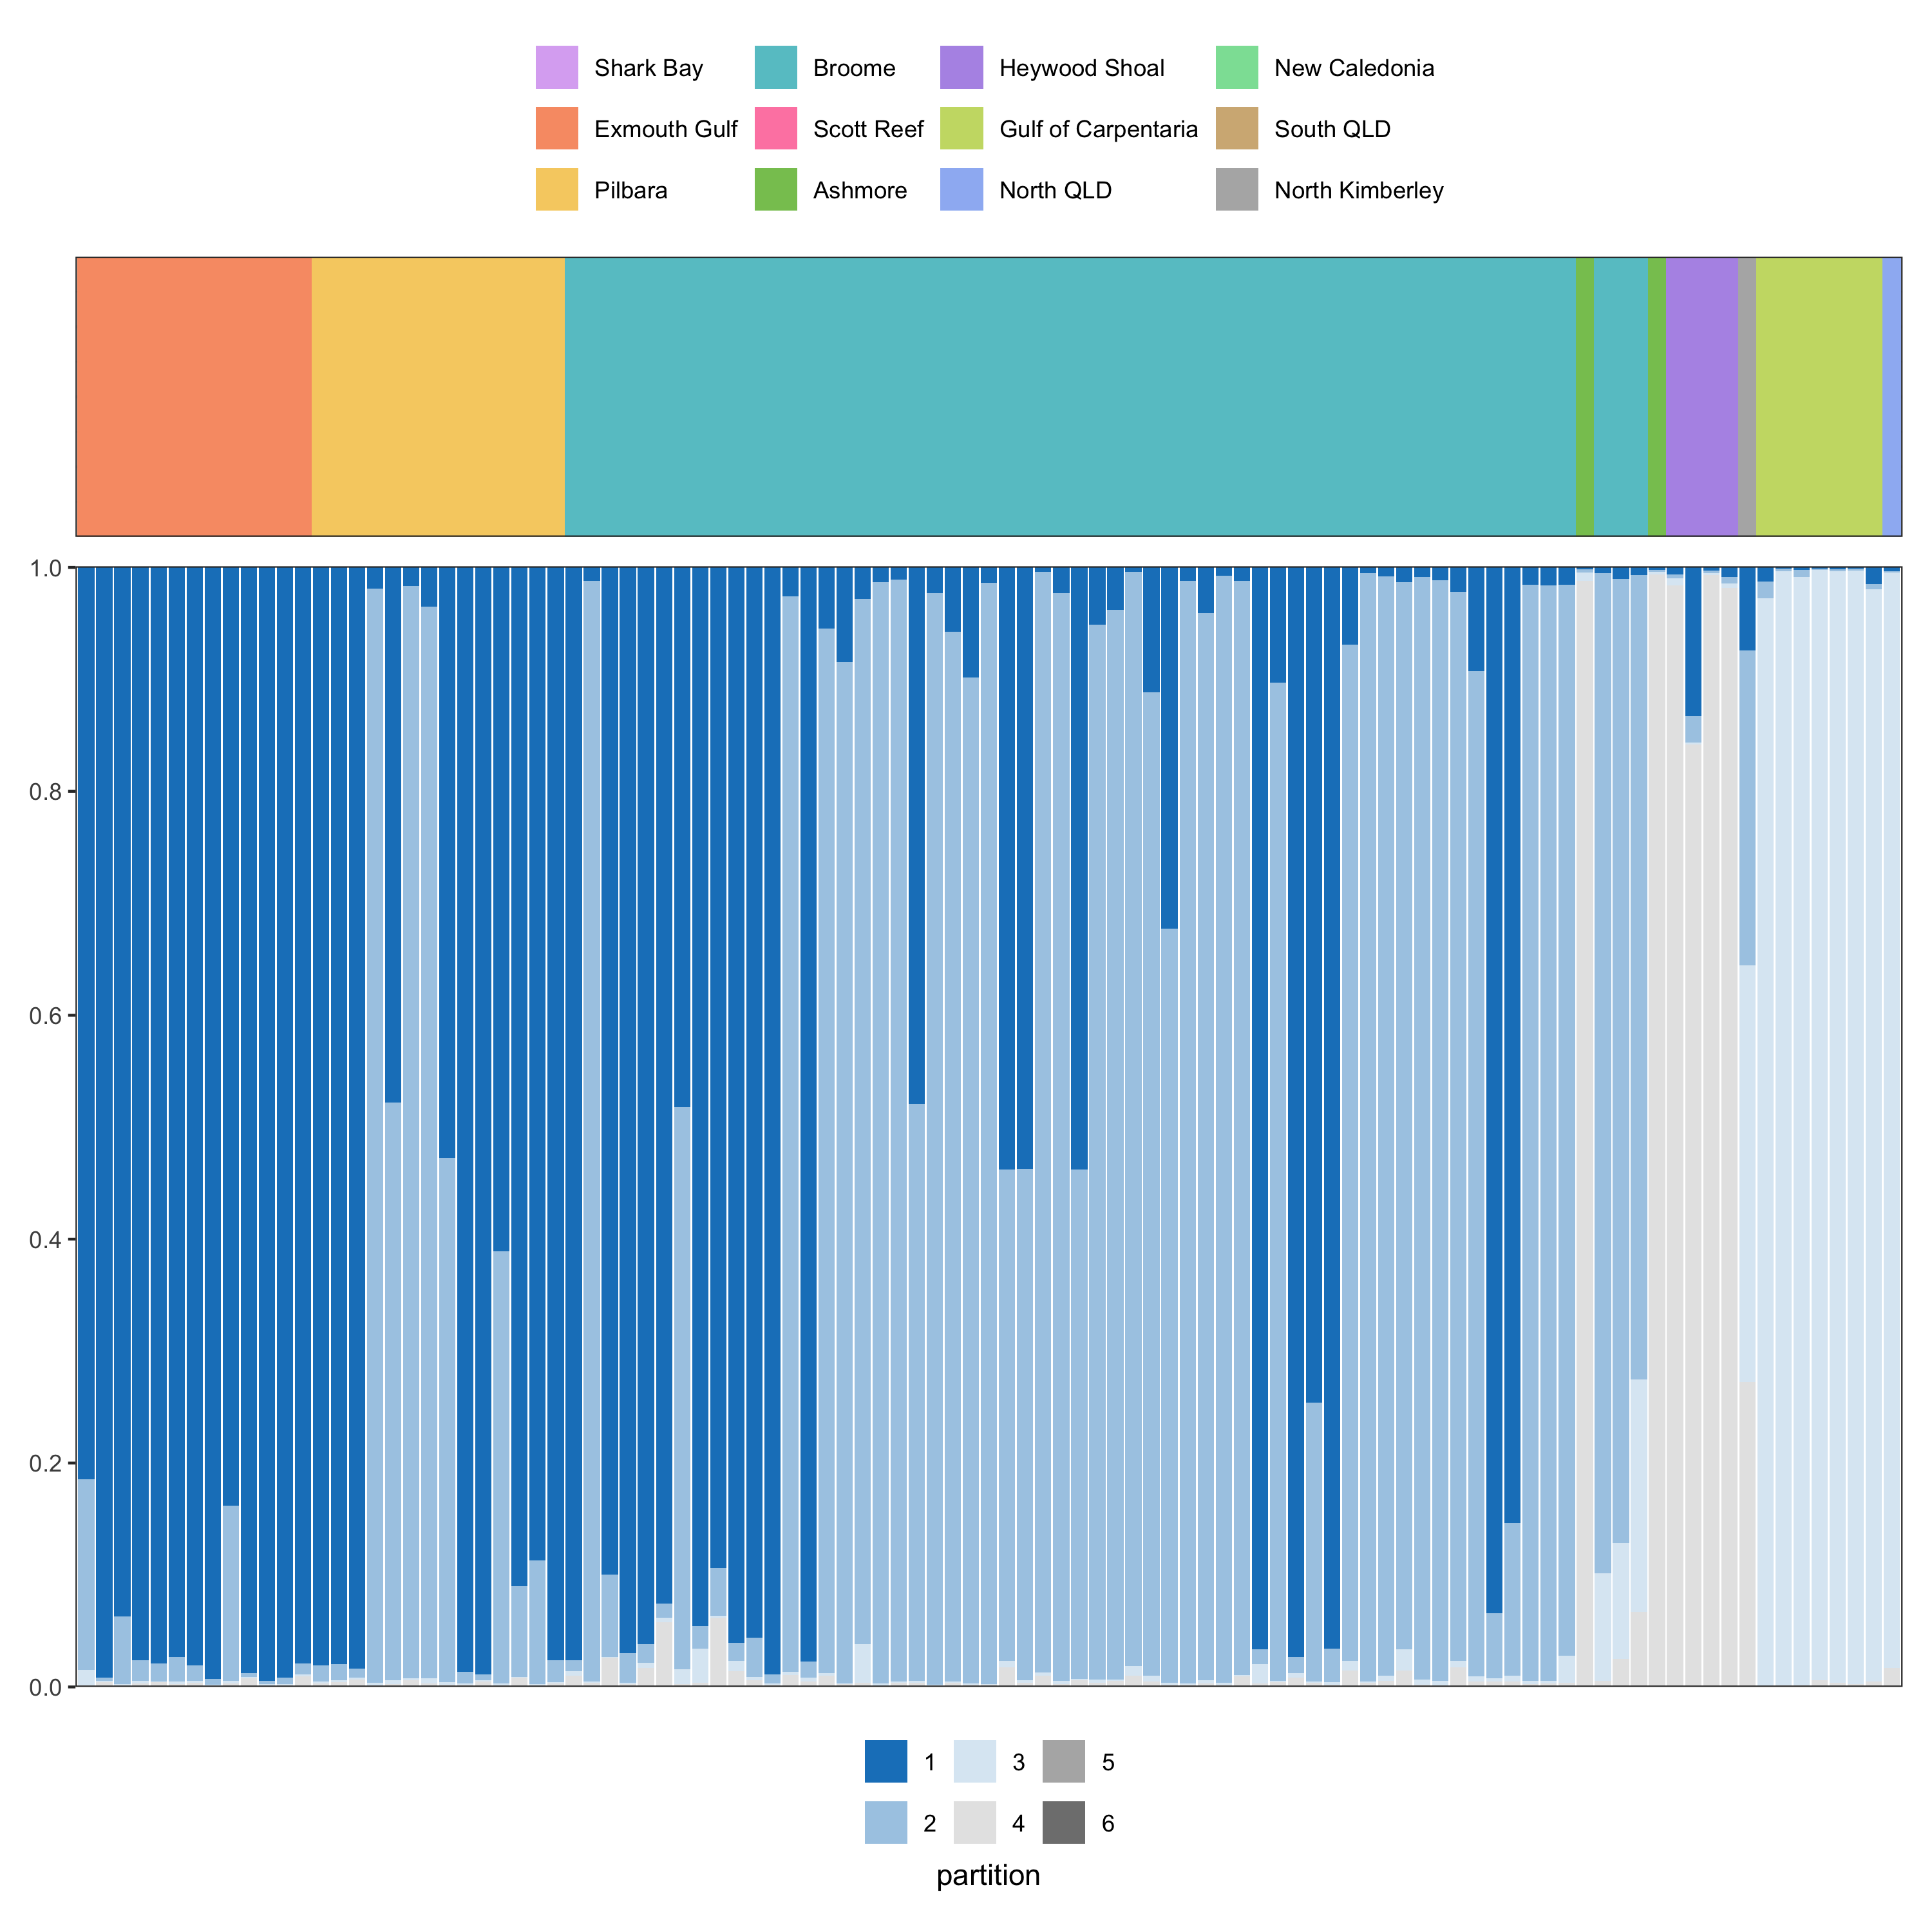 Shark Bay Broome Heywood Shoal New Caledonia
Exmouth Gulf Scott Reef Gulf of Carpentaria South QLD
Pilbara Ashmore North QLD North Kimberley
1.0
0.8
0.6
0.4
0.2
0.0
1 3 5
2 4 6
partition